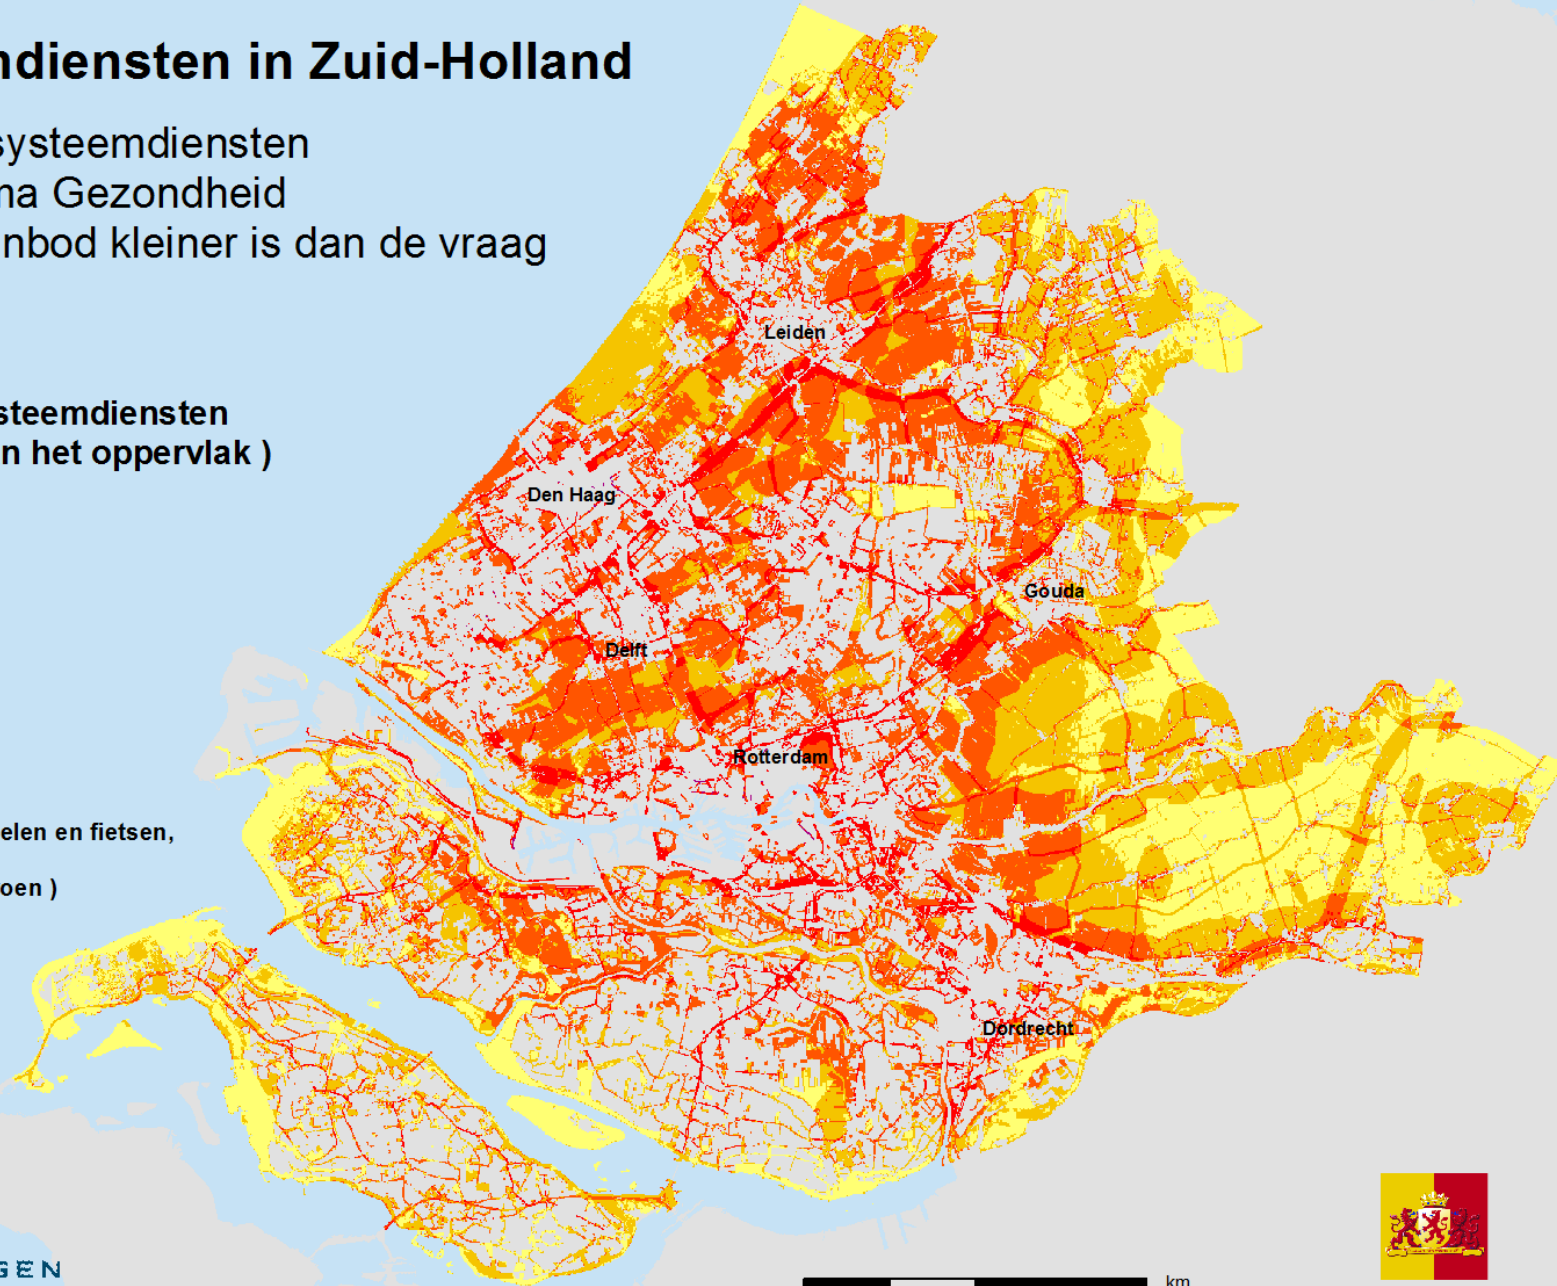 ndiensten in Zuid-Holland
systeemdiensten
ma Gezondheid
nbod kleiner is dan de vraag
steemdiensten
n het oppervlak )
elen en fietsen,
oen )
Leiden
Den Haag
Gouda
Delft
Rotterdam
Dordrecht
GEN
km